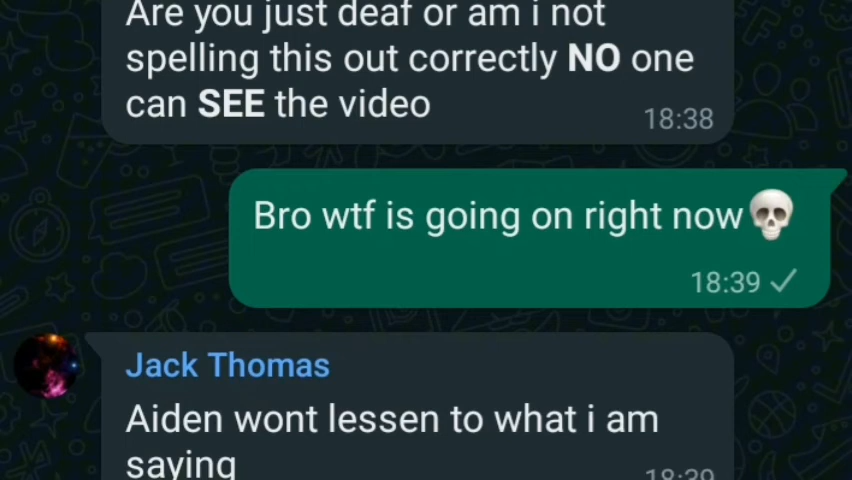 Are you just deaf or am i not
spelling this out correctly NO one
can SEE the video
18:38
Bro wtf is going on right now💀
18:39
Jack Thomas
Aiden wont lessen to what i am
saying
18:39